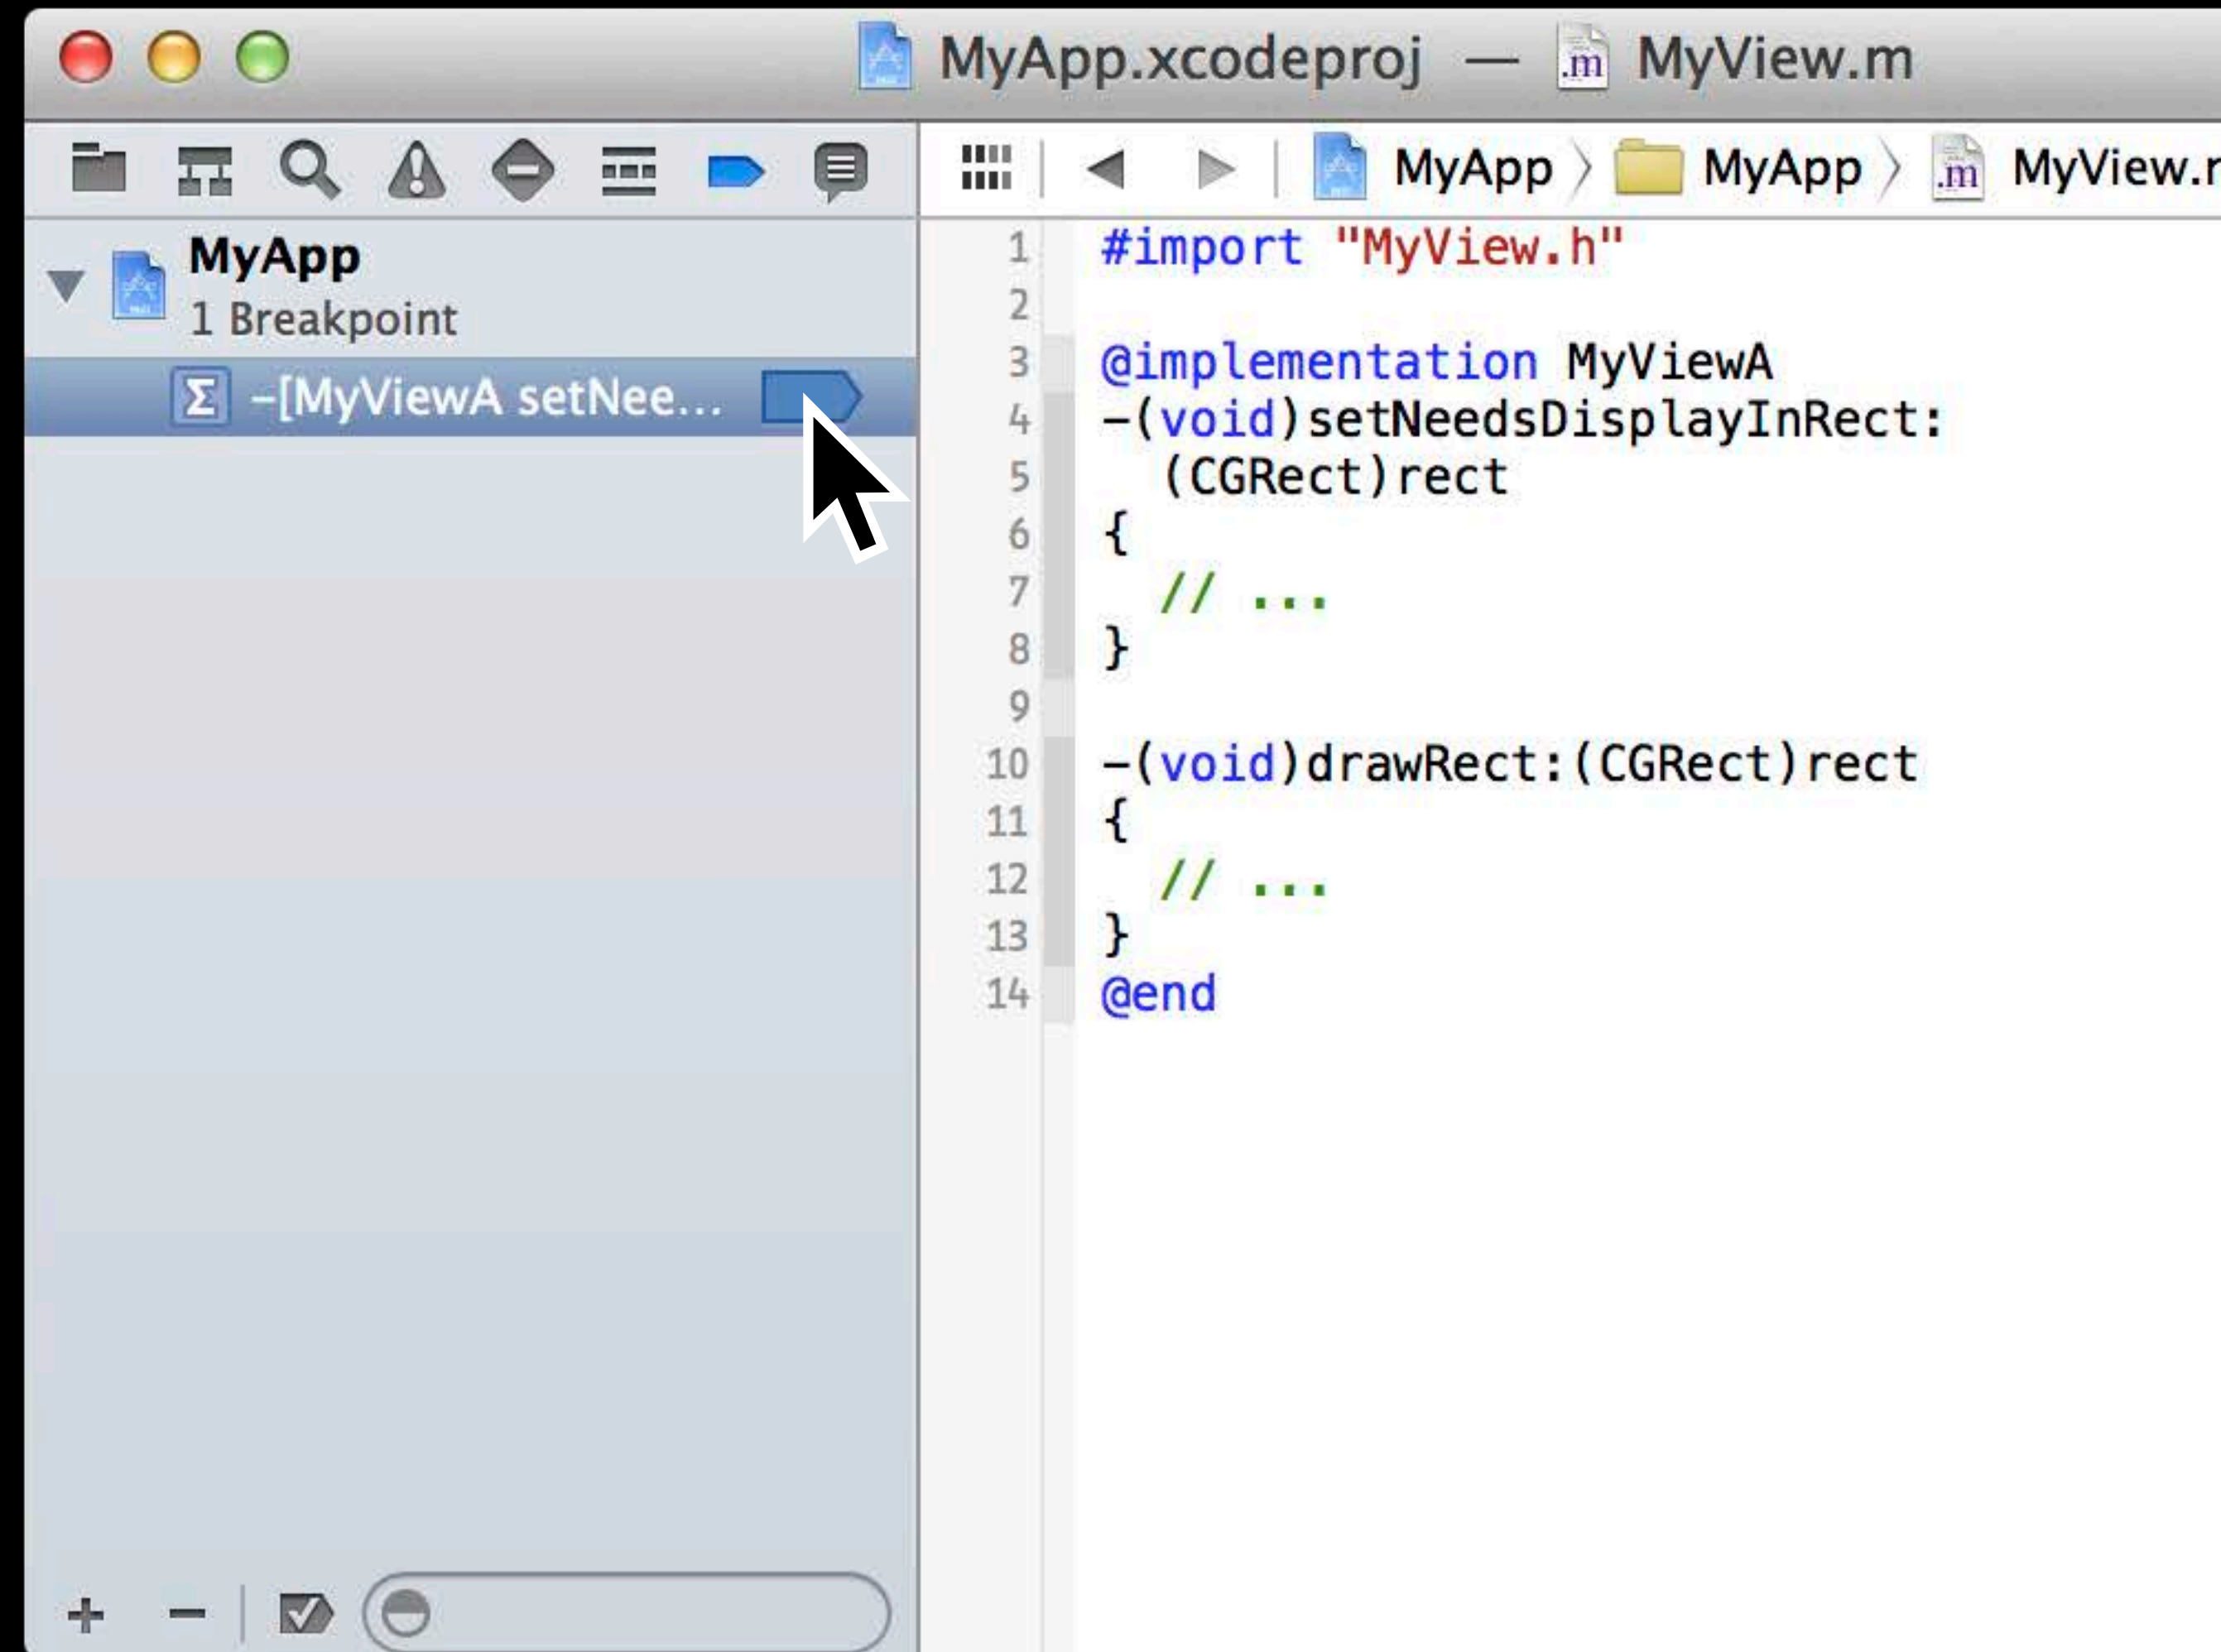 MyApp.xcodeproj — MyView.m
MyApp 〉 MyApp 〉 MyView.m
MyApp
1 Breakpoint
Σ -[MyViewA setNee...
1 #import "MyView.h"
2
3 @implementation MyViewA
4 -(void)setNeedsDisplayInRect:
5   (CGRect)rect
6 {
7   // ...
8 }
9
10 -(void)drawRect:(CGRect)rect
11 {
12   // ...
13 }
14 @end